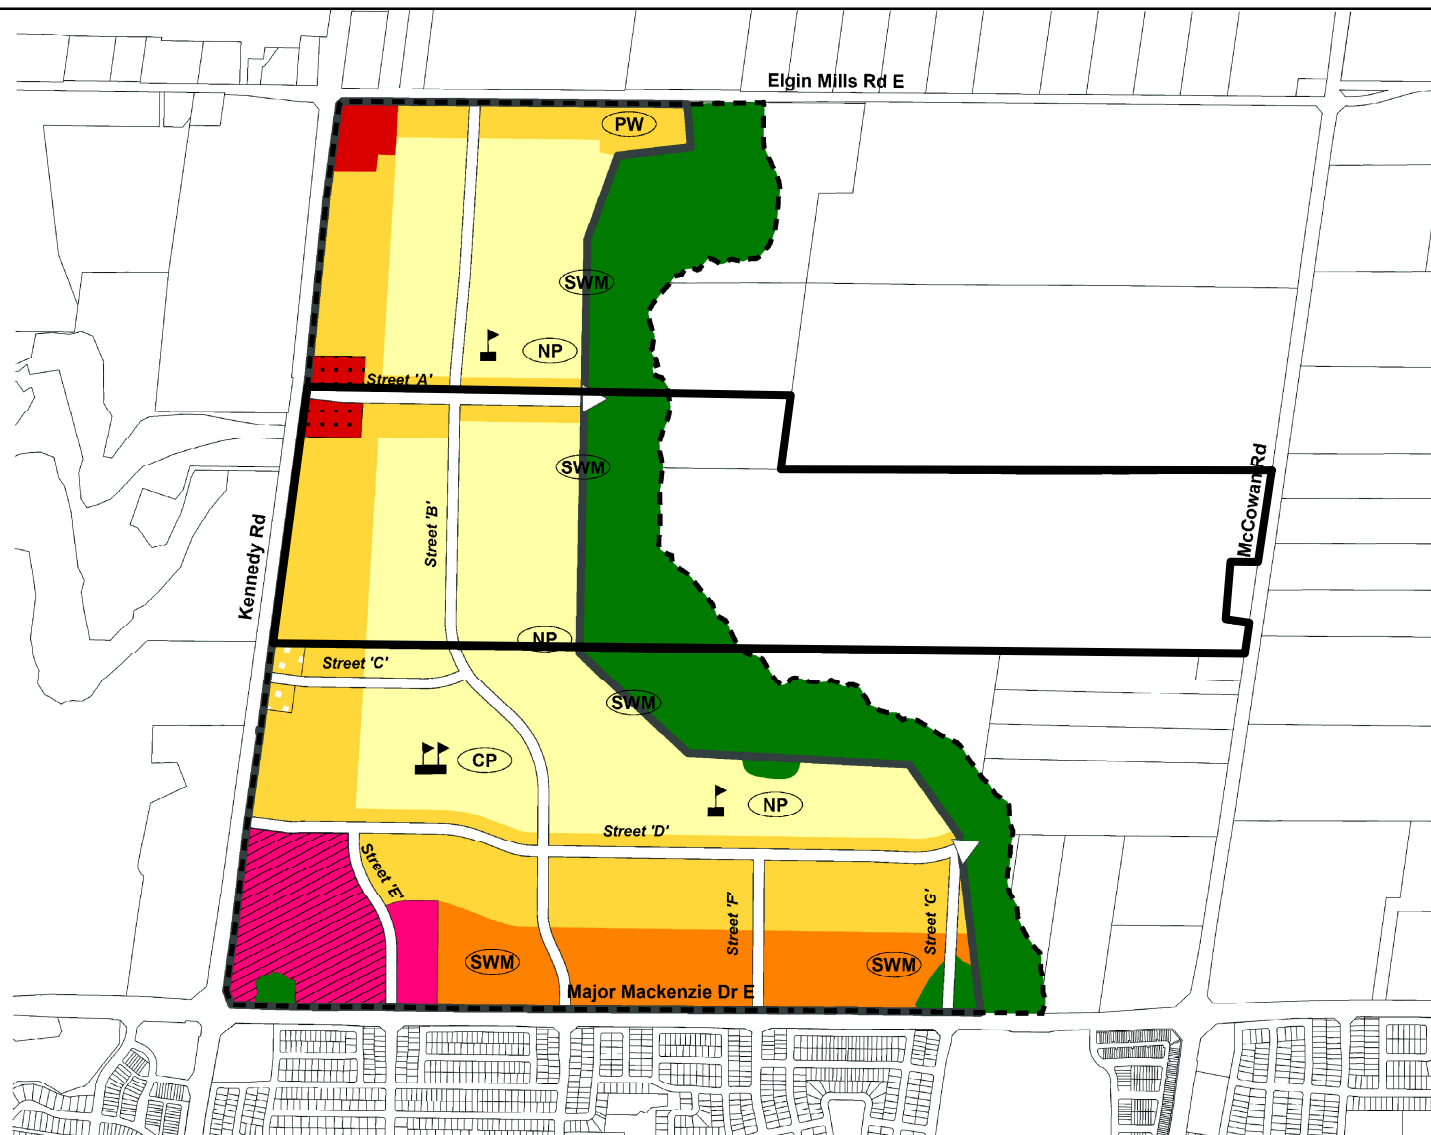 Elgin Mills Rd E
PW
SWM
NP
Street 'A'
SWM
McCowan Rd
Street 'B'
Kennedy Rd
NP
Street 'C'
SWM
CP
NP
Street 'D'
Street 'E'
Street 'F'
Street 'G'
SWM
SWM
Major Mackenzie Dr E